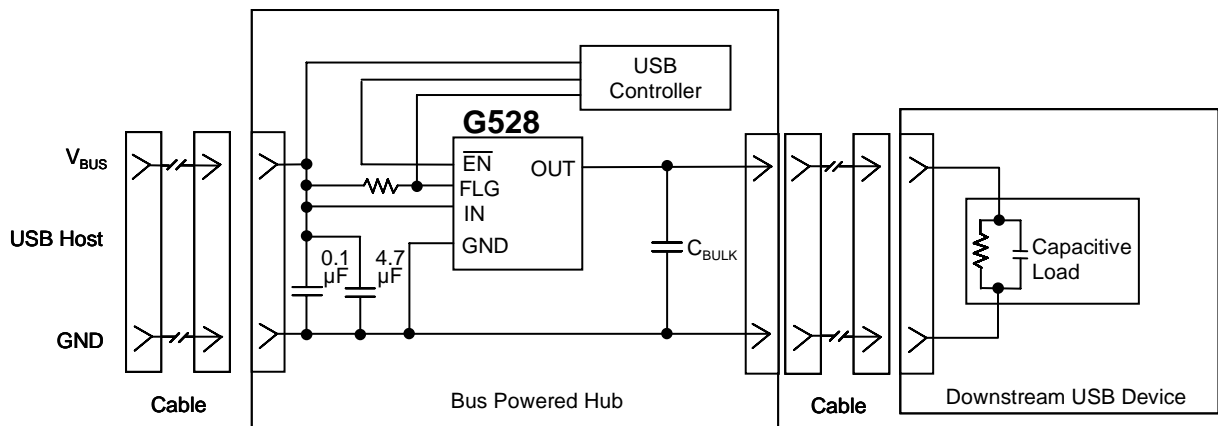 USB
Controller
G528
V_BUS
EN
OUT
FLG
IN
GND
USB Host
0.1
µF
4.7
µF
C_BULK
Capacitive
Load
GND
Cable
Bus Powered Hub
Cable
Downstream USB Device